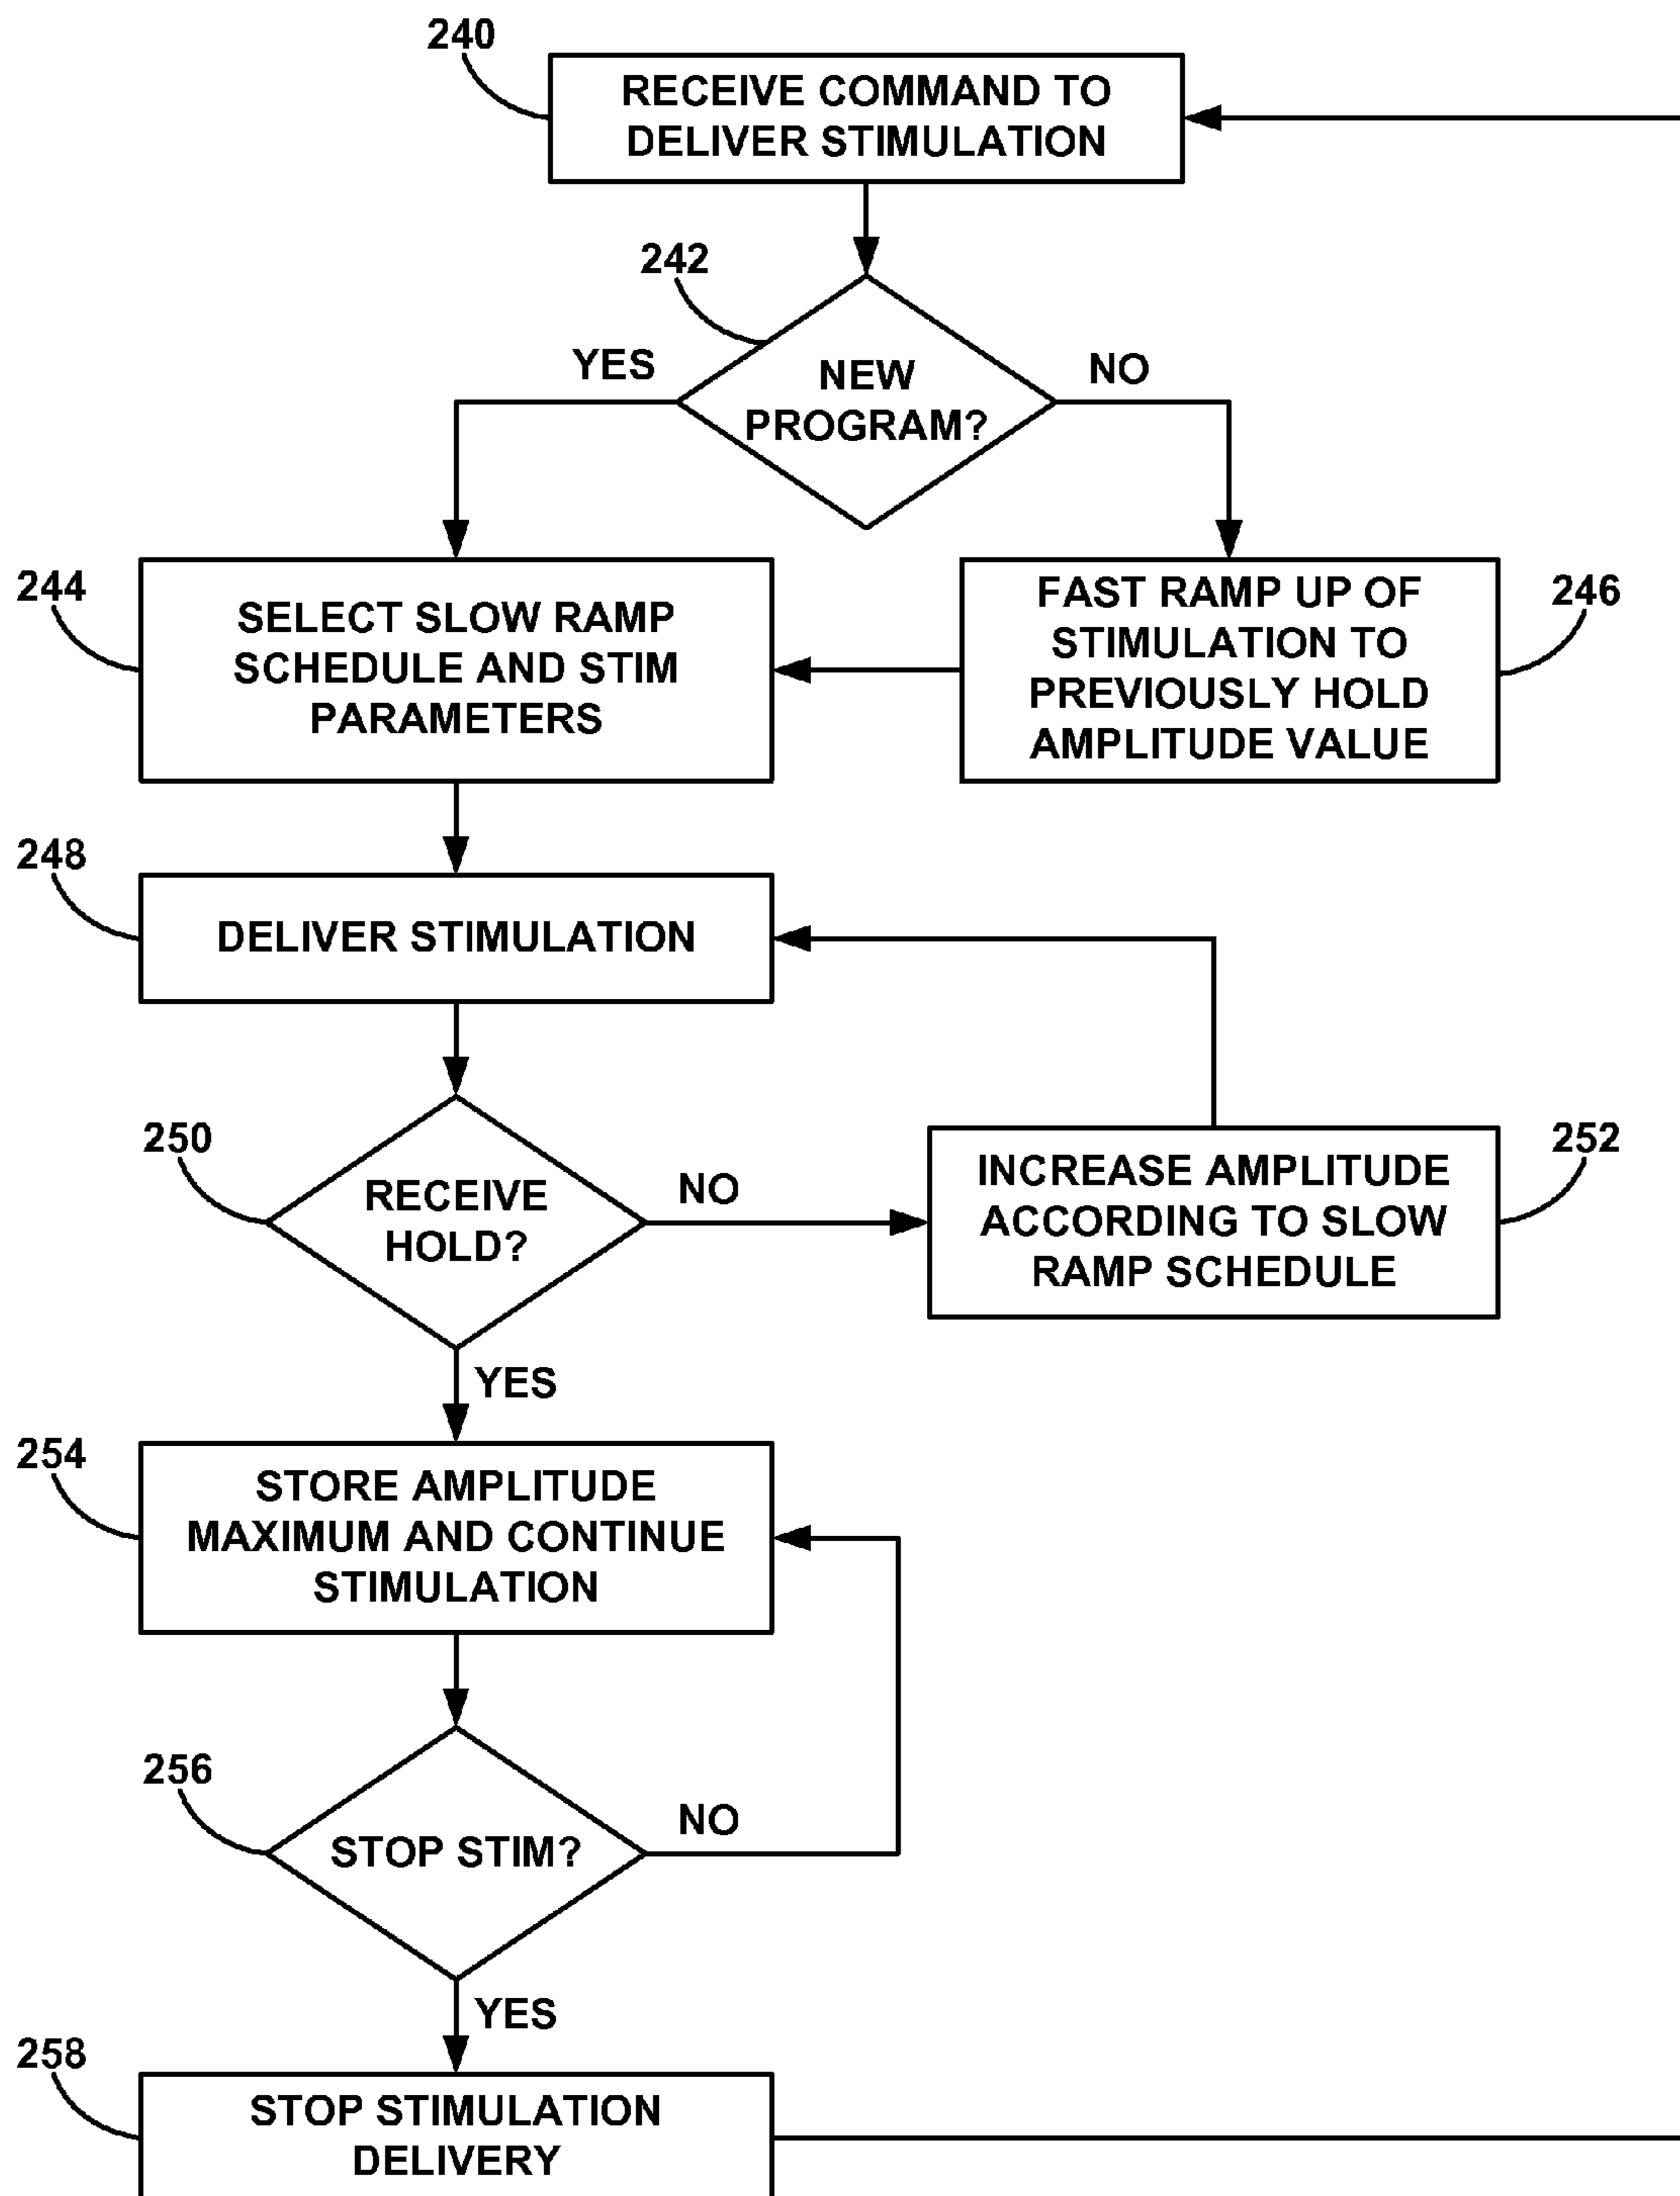 240
RECEIVE COMMAND TO
DELIVER STIMULATION
242
YES
NEW
PROGRAM?
NO
244
SELECT SLOW RAMP
SCHEDULE AND STIM
PARAMETERS
FAST RAMP UP OF
STIMULATION TO
PREVIOUSLY HOLD
AMPLITUDE VALUE
246
248
DELIVER STIMULATION
250
RECEIVE
HOLD?
NO
INCREASE AMPLITUDE
ACCORDING TO SLOW
RAMP SCHEDULE
252
YES
254
STORE AMPLITUDE
MAXIMUM AND CONTINUE
STIMULATION
256
STOP STIM?
NO
YES
258
STOP STIMULATION
DELIVERY